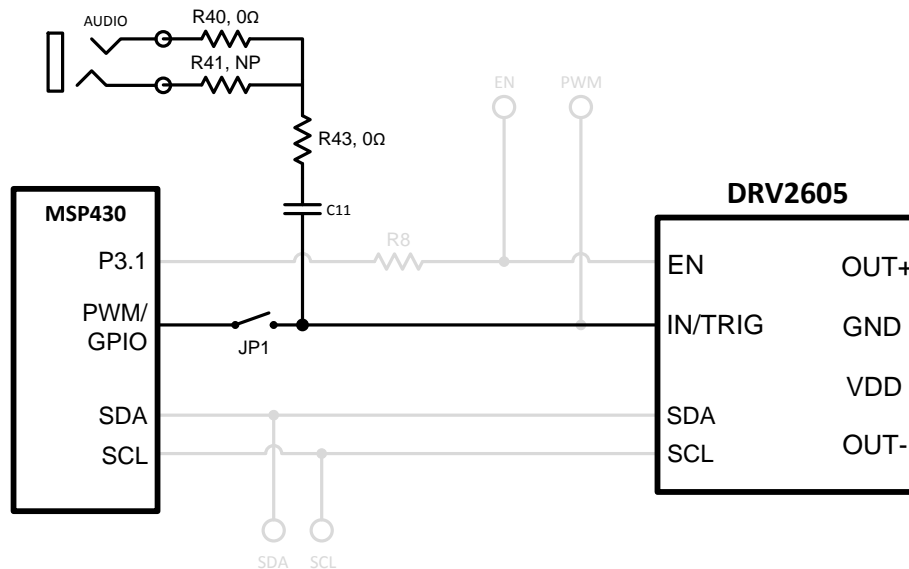 AUDIO
R40, 0Ω
R41, NP
EN
PWM
R43, 0Ω
C11
MSP430
DRV2605
R8
P3.1
EN
OUT+
PWM/
GPIO
JP1
IN/TRIG
GND
VDD
SDA
SDA
OUT-
SCL
SCL
SDA
SCL